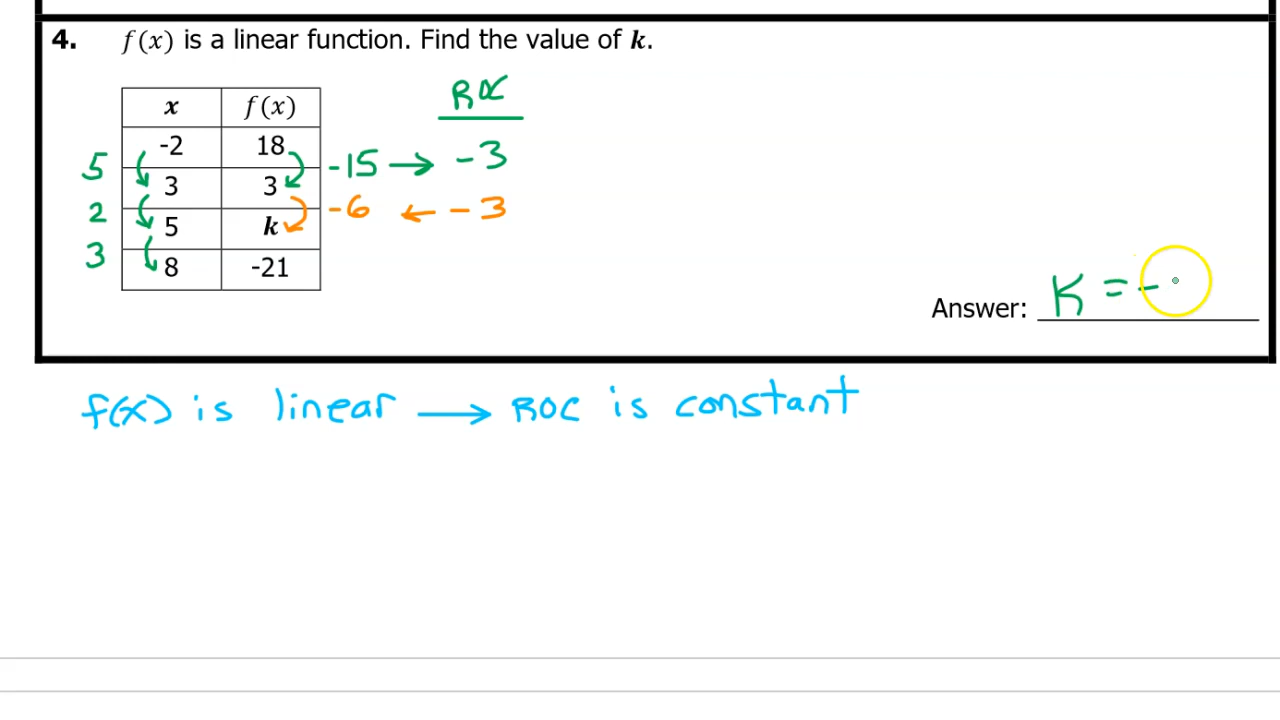 4. f(x) is a linear function. Find the value of k.
ROC
x f(x)
-2 18
5 -15 → -3
3 3
2 -6 ← -3
5 k
3
8 -21
Answer: K = -
f(x) is linear → ROC is constant